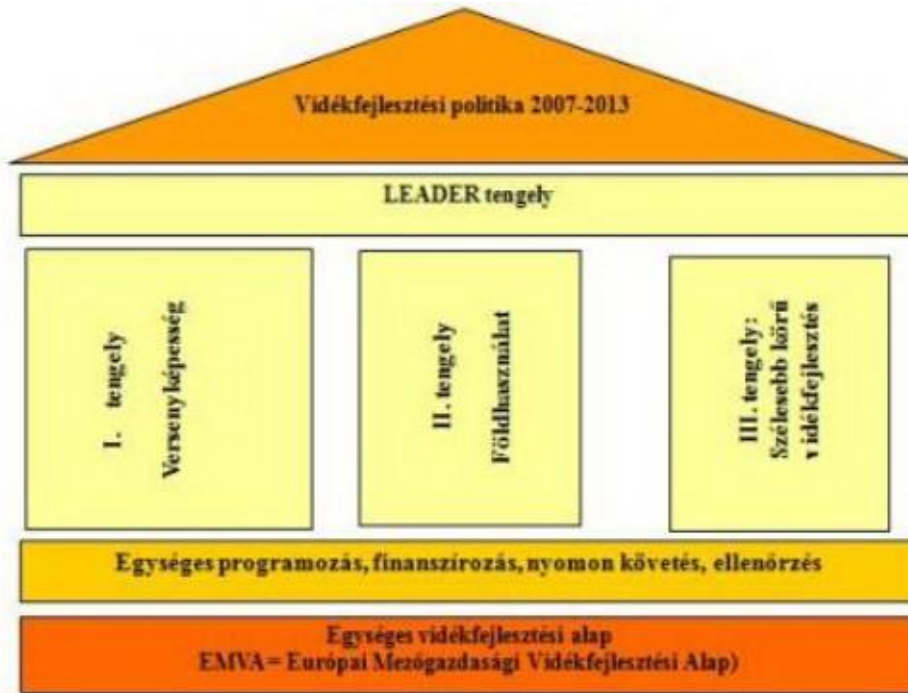 Vidékfejlesztési politika 2007-2013
LEADER tengely
I. tengely
Versenyképesség
II. tengely
Földhasználat
III. tengely:
Szélesebb körű
vidékfejlesztés
Egységes programozás, finanszírozás, nyomon követés, ellenőrzés
Egységes vidékfejlesztési alap
EMVA= Európai Mezőgazdasági Vidékfejlesztési Alap)